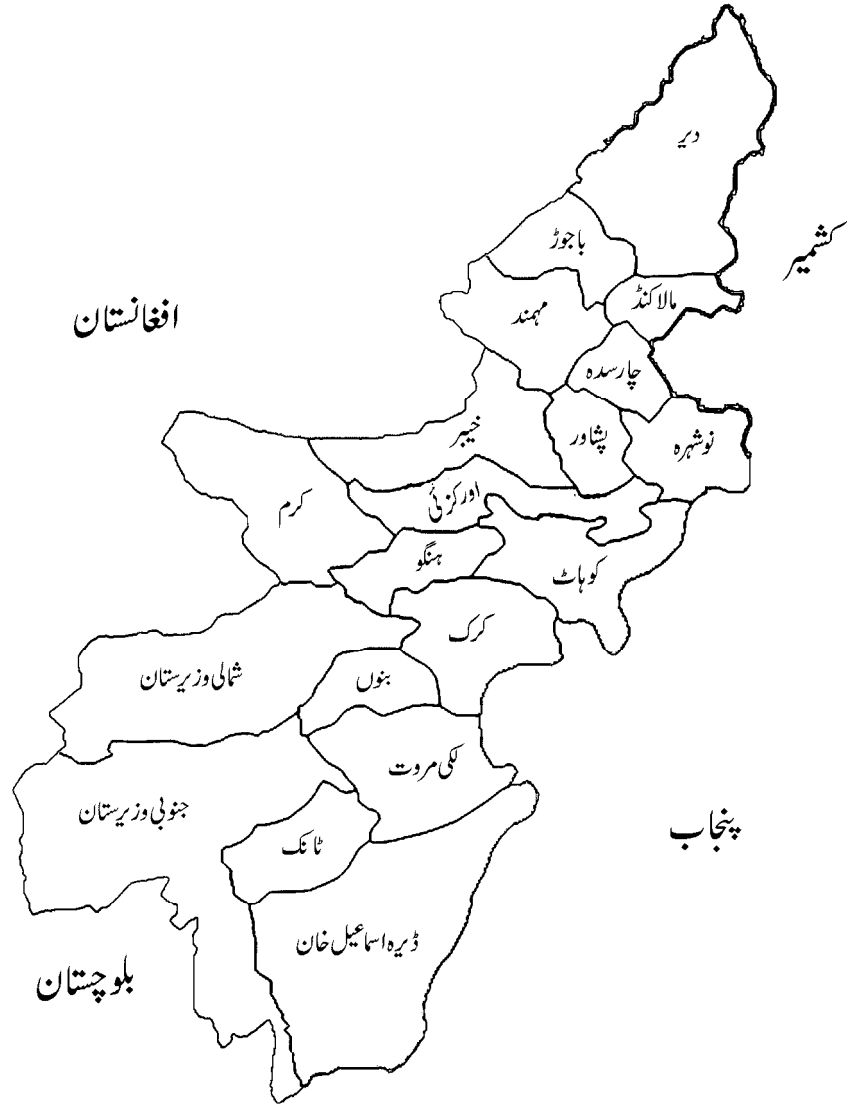 دیر
کشمیر
باجوڑ
مالاکنڈ
مہمند
افغانستان
چارسدہ
خیبر
پشاور
نوشہرہ
اورکزئی
کرم
ہنگو
کوہاٹ
کرک
شمالی وزیرستان
بنوں
لکی مروت
جنوبی وزیرستان
پنجاب
ٹانک
ڈیرہ اسماعیل خان
بلوچستان